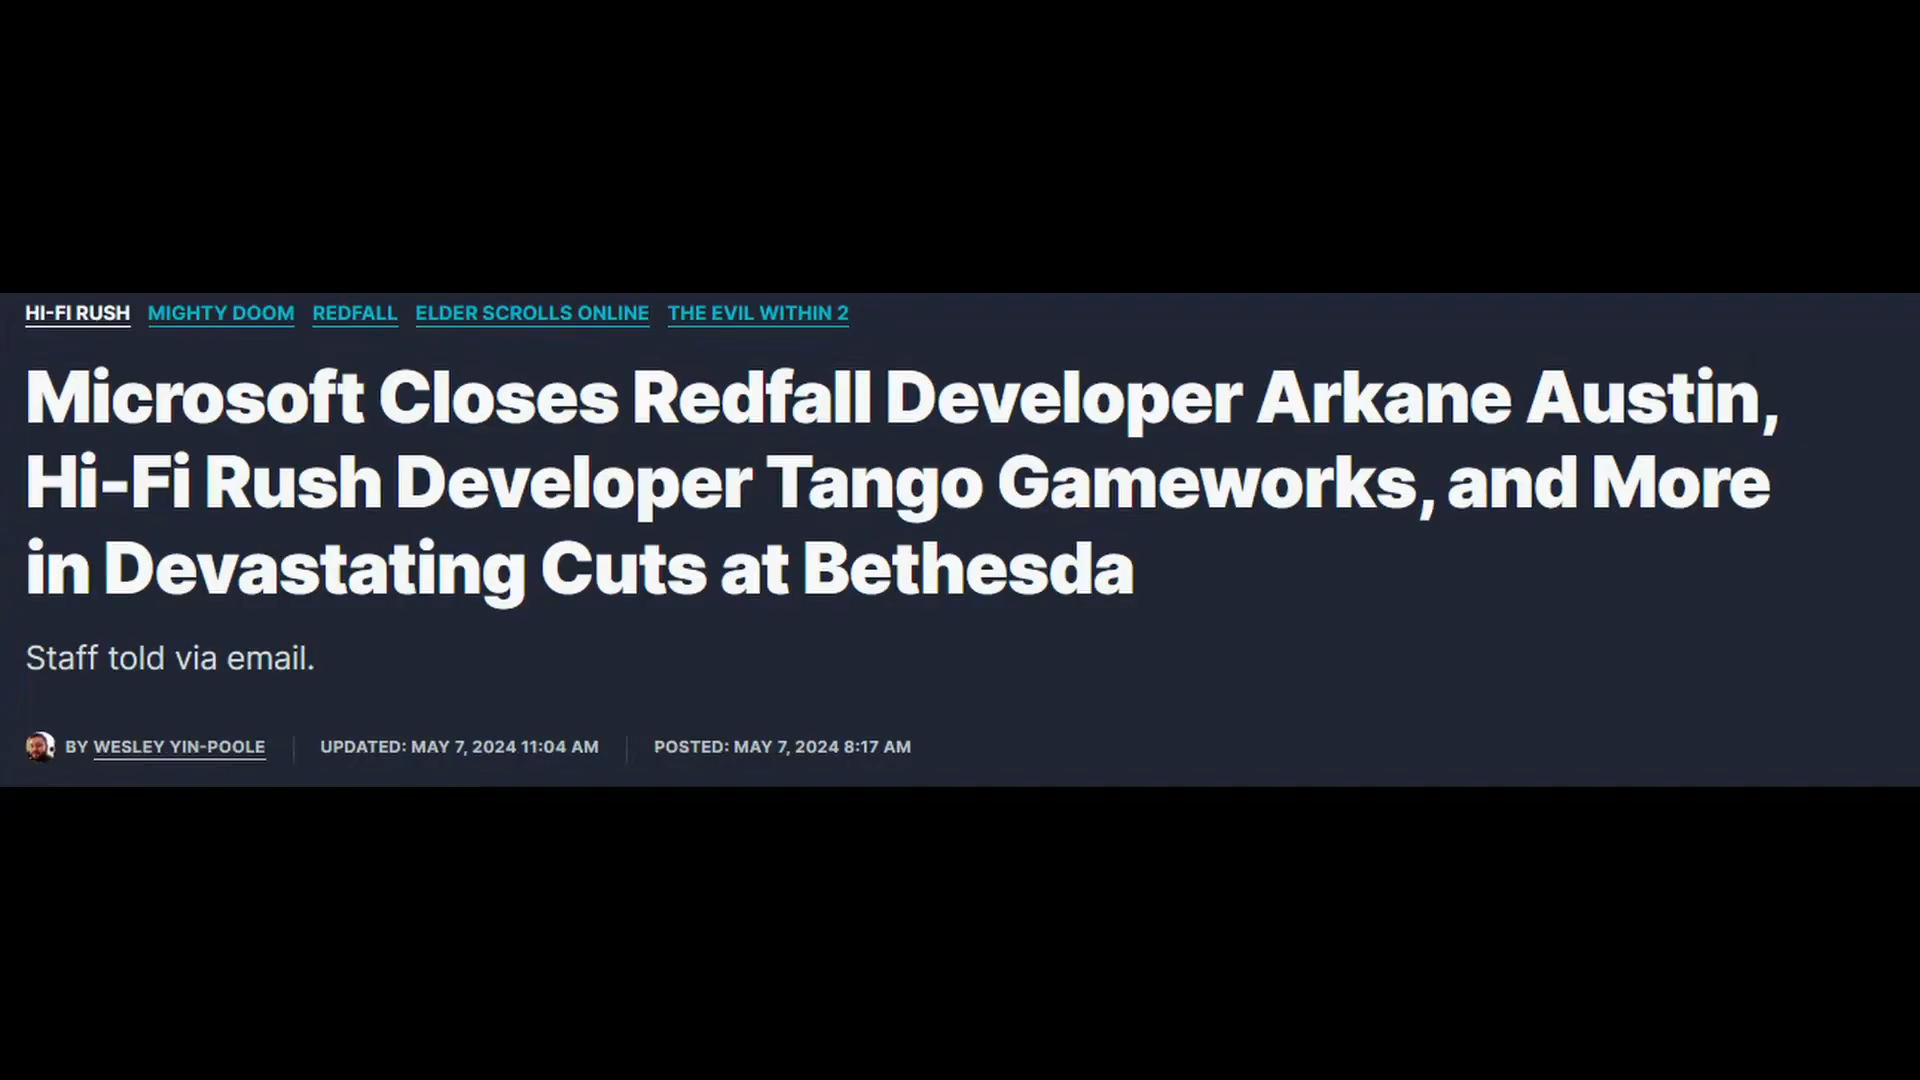 HI-FI RUSH MIGHTY DOOM REDFALL ELDER SCROLLS ONLINE THE EVIL WITHIN 2
Microsoft Closes Redfall Developer Arkane Austin,
Hi-Fi Rush Developer Tango Gameworks, and More
in Devastating Cuts at Bethesda
Staff told via email.
BY WESLEY YIN-POOLE UPDATED: MAY 7, 2024 11:04 AM POSTED: MAY 7, 2024 8:17 AM